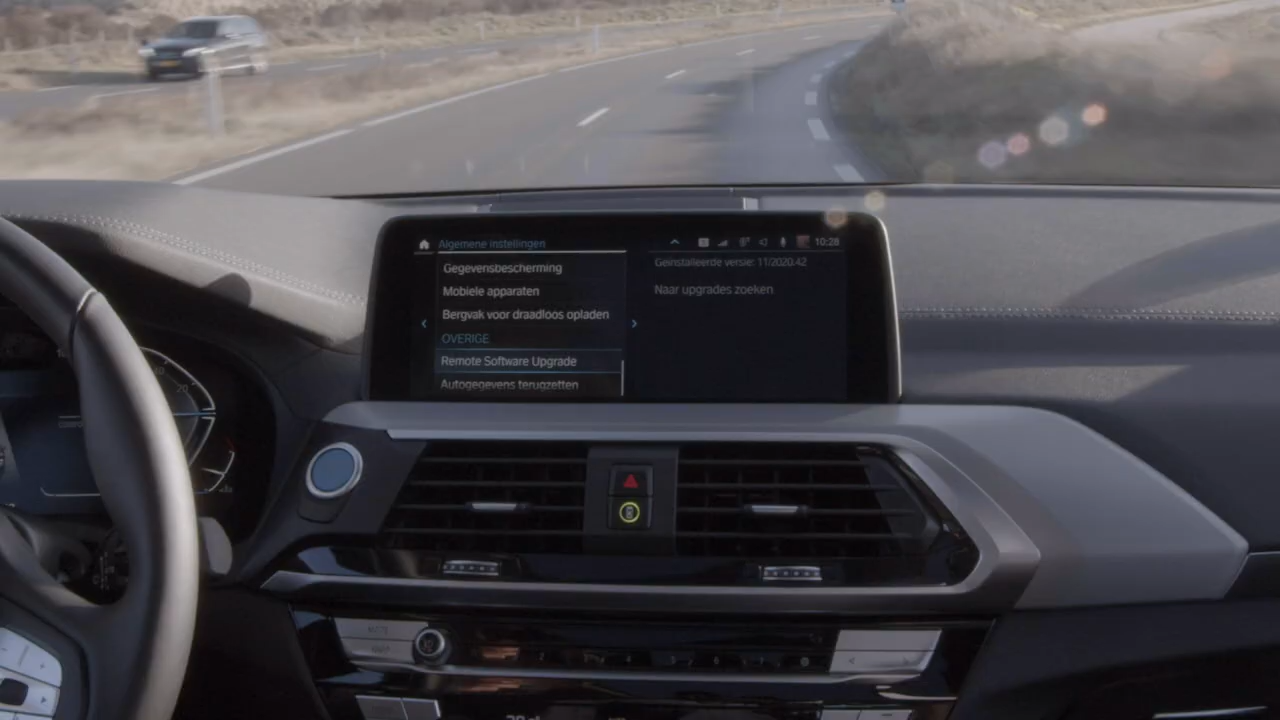 Algemene instellingen
10:28
Gegevensbescherming
Mobiele apparaten
Bergvak voor draadloos opladen
OVERIGE
Remote Software Upgrade
Autogegevens terugzetten
Geïnstalleerde versie: 11/2020.42
Naar upgrades zoeken
20